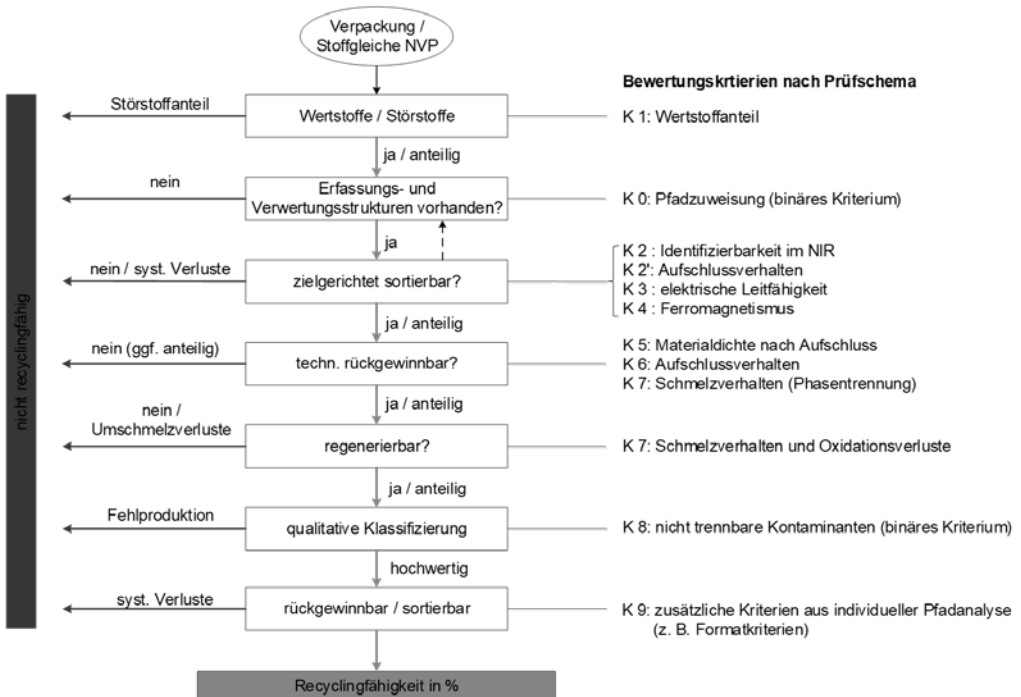 Verpackung /
Stoffgleiche NVP
Bewertungskrtierien nach Prüfschema
Störstoffanteil
Wertstoffe / Störstoffe
K 1: Wertstoffanteil
ja / anteilig
nein
Erfassungs- und
Verwertungsstrukturen vorhanden?
K 0: Pfadzuweisung (binäres Kriterium)
ja
nein / syst. Verluste
zielgerichtet sortierbar?
K 2 : Identifizierbarkeit im NIR
K 2': Aufschlussverhalten
K 3 : elektrische Leitfähigkeit
K 4 : Ferromagnetismus
ja / anteilig
nein (ggf. anteilig)
techn. rückgewinnbar?
K 5: Materialdichte nach Aufschluss
K 6: Aufschlussverhalten
K 7: Schmelzverhalten (Phasentrennung)
ja / anteilig
nein /
Umschmelzverluste
regenerierbar?
K 7: Schmelzverhalten und Oxidationsverluste
ja / anteilig
Fehlproduktion
qualitative Klassifizierung
K 8: nicht trennbare Kontaminanten (binäres Kriterium)
hochwertig
syst. Verluste
rückgewinnbar / sortierbar
K 9: zusätzliche Kriterien aus individueller Pfadanalyse
(z. B. Formatkriterien)
nicht recyclingfähig
Recyclingfähigkeit in %